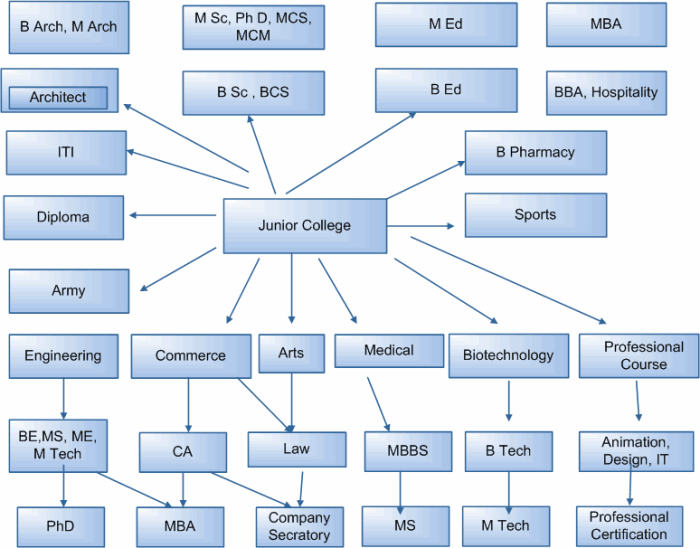 B Arch, M Arch
M Sc, Ph D, MCS,
MCM
M Ed
MBA
Architect
B Sc , BCS
B Ed
BBA, Hospitality
ITI
B Pharmacy
Diploma
Junior College
Sports
Army
Engineering
Commerce
Arts
Medical
Biotechnology
Professional
Course
BE,MS, ME,
M Tech
CA
Law
MBBS
B Tech
Animation,
Design, IT
PhD
MBA
Company
Secratory
MS
M Tech
Professional
Certification